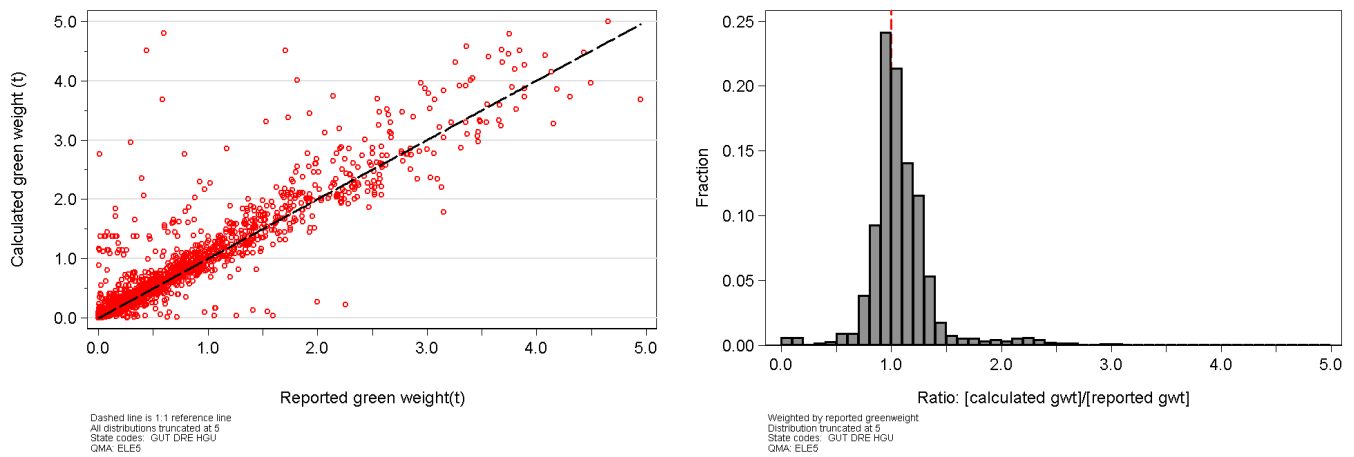 5.0
4.0
3.0
2.0
1.0
0.0
Calculated green weight (t)
0.0 1.0 2.0 3.0 4.0 5.0
Reported green weight(t)
Dashed line is 1:1 reference line
All distributions truncated at 5
State codes: GUT DRE HGU
QMA: ELE5
0.25
0.20
0.15
0.10
0.05
0.00
Fraction
0.0 1.0 2.0 3.0 4.0 5.0
Ratio: [calculated gwt]/[reported gwt]
Weighted by reported greenweight
Distribution truncated at 5
State codes: GUT DRE HGU
QMA: ELE5